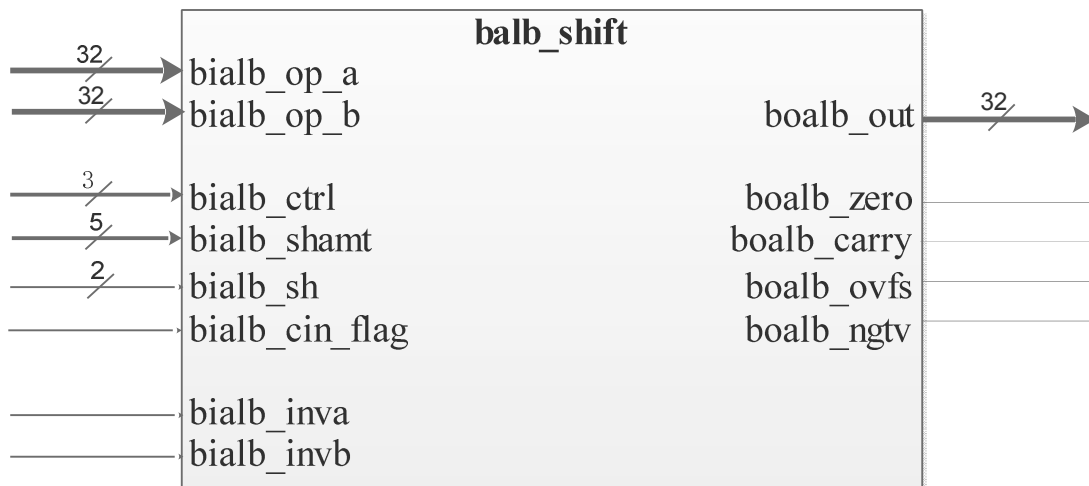 balb_shift
32
bialb_op_a
32
bialb_op_b
boalb_out
32
3
bialb_ctrl
boalb_zero
5
bialb_shamt
boalb_carry
2
bialb_sh
boalb_ovfs
bialb_cin_flag
boalb_ngtv
bialb_inva
bialb_invb